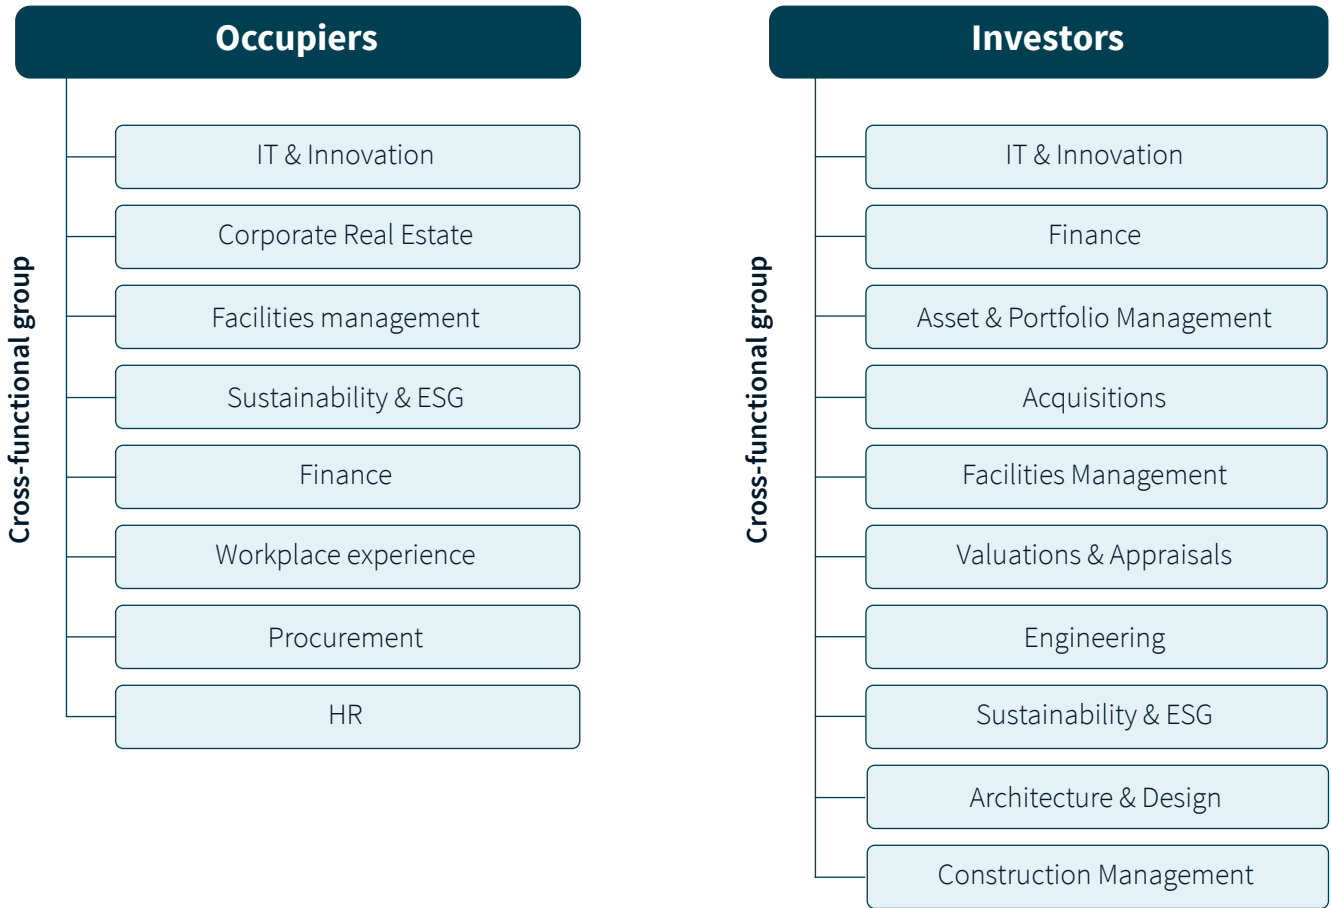 Occupiers
Cross-functional group
IT & Innovation
Corporate Real Estate
Facilities management
Sustainability & ESG
Finance
Workplace experience
Procurement
HR
Investors
Cross-functional group
IT & Innovation
Finance
Asset & Portfolio Management
Acquisitions
Facilities Management
Valuations & Appraisals
Engineering
Sustainability & ESG
Architecture & Design
Construction Management